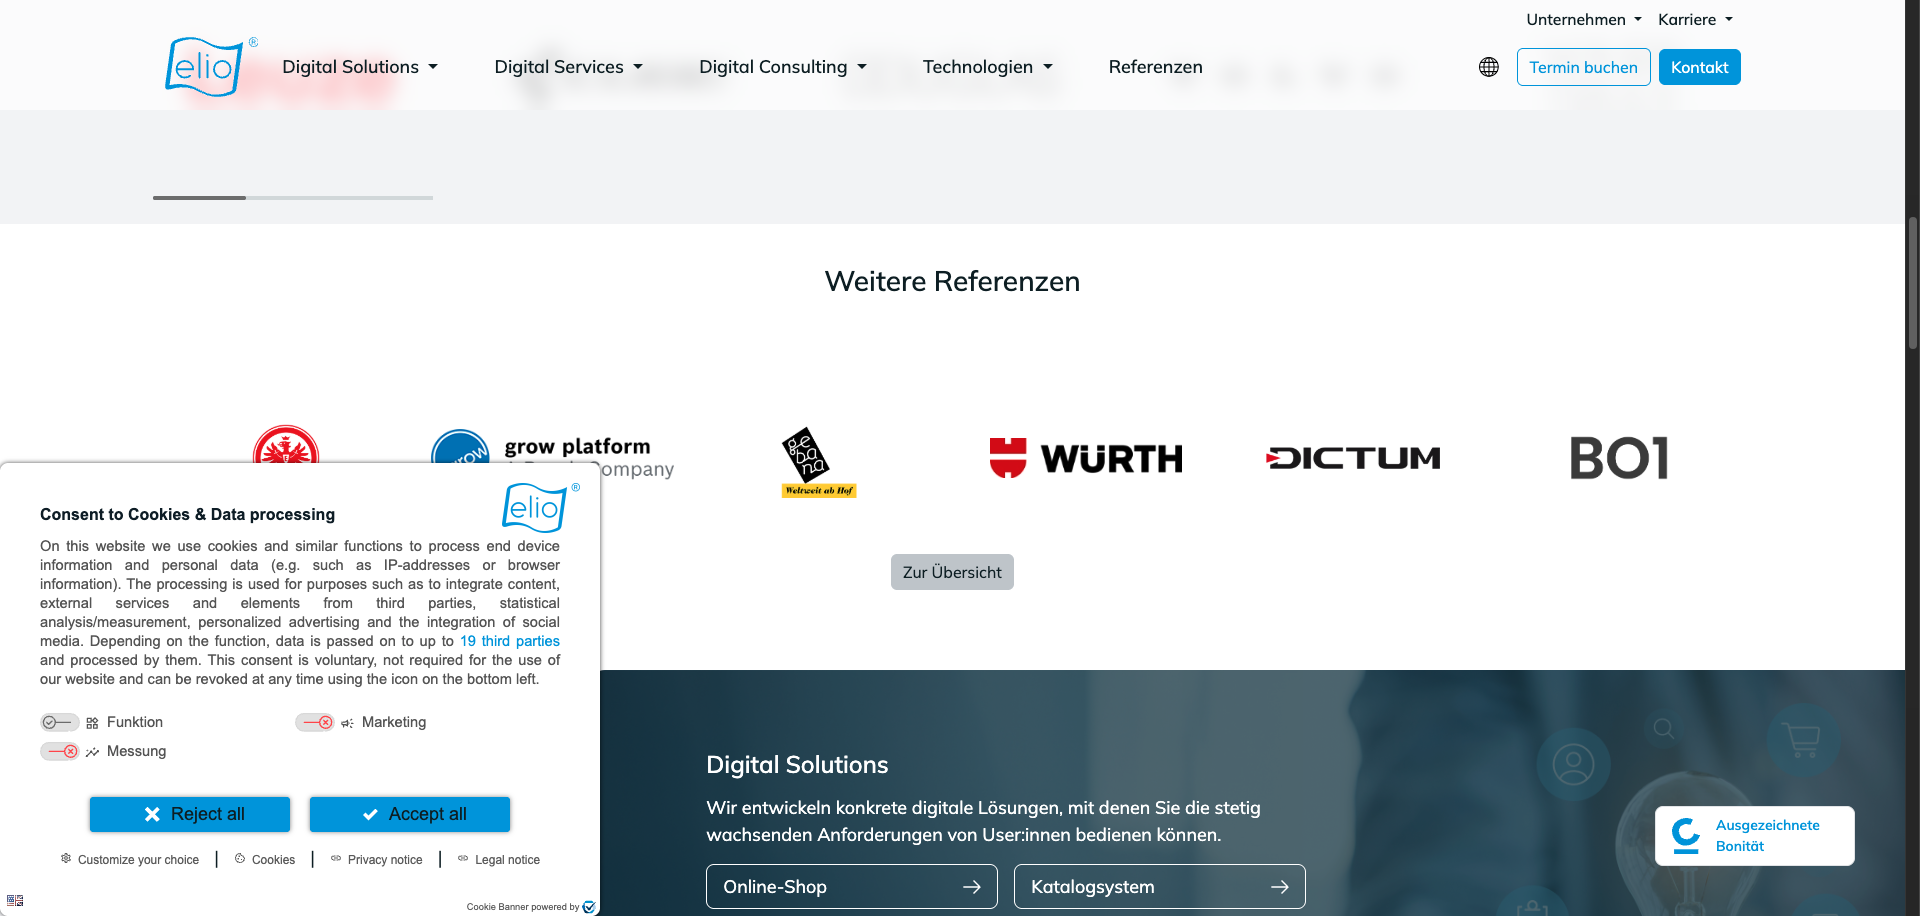 Unternehmen
Karriere
elio®
Digital Solutions
Digital Services
Digital Consulting
Technologien
Referenzen
Termin buchen
Kontakt
Weitere Referenzen
grow
grow platform
Company
gebana
Weltweit ab Hof
WÜRTH
DICTUM
BO1
Zur Übersicht
elio®
Consent to Cookies & Data processing
On this website we use cookies and similar functions to process end device
information and personal data (e.g. such as IP-addresses or browser
information). The processing is used for purposes such as to integrate content,
external services and elements from third parties, statistical
analysis/measurement, personalized advertising and the integration of social
media. Depending on the function, data is passed on to up to 19 third parties
and processed by them. This consent is voluntary, not required for the use of
our website and can be revoked at any time using the icon on the bottom left.
Funktion
Marketing
Messung
Reject all
Accept all
Customize your choice
Cookies
Privacy notice
Legal notice
Cookie Banner powered by
Digital Solutions
Wir entwickeln konkrete digitale Lösungen, mit denen Sie die stetig
wachsenden Anforderungen von User:innen bedienen können.
Online-Shop
Katalogsystem
Ausgezeichnete
Bonität